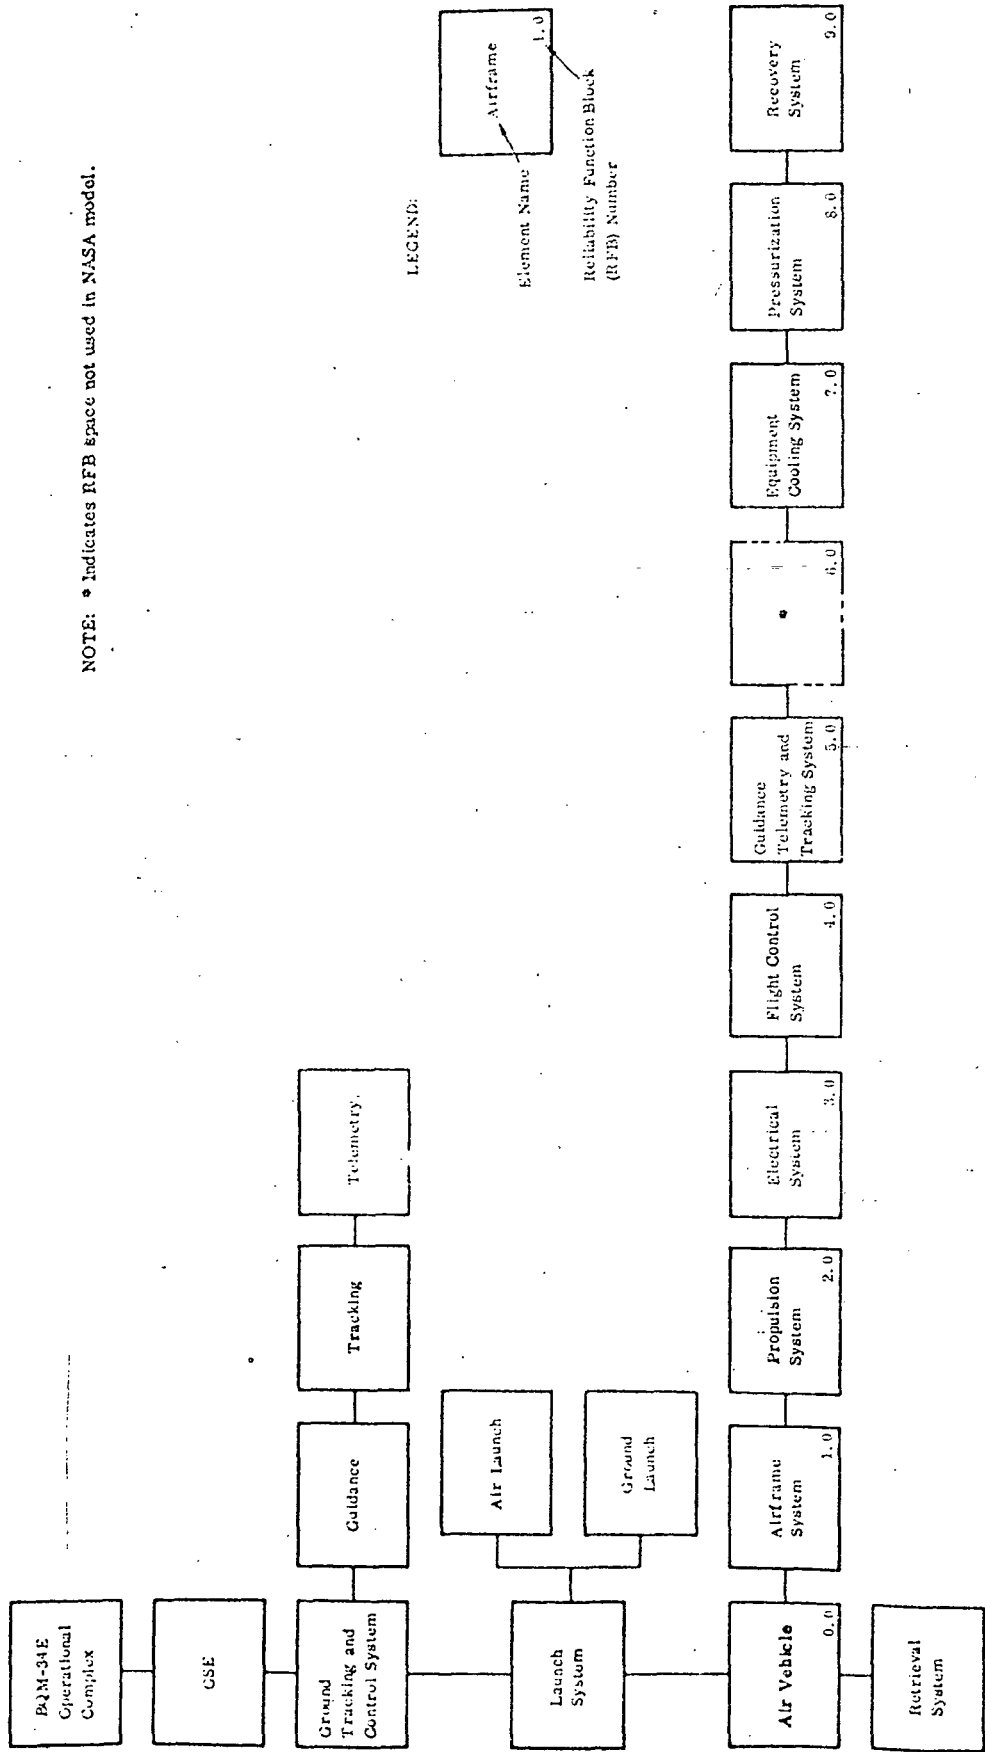 NOTE: * Indicates RFB space not used in NASA model.
LEGEND:
Airframe
1.0
Element Name
Reliability Function Block
(RFB) Number
BQM-34E
Operational
Complex
GSE
Ground
Tracking and
Control System
Guidance
Tracking
Telemetry
Launch
System
Air Launch
Ground
Launch
Air Vehicle
0.0
Airframe
System
1.0
Propulsion
System
2.0
Electrical
System
3.0
Flight Control
System
4.0
Guidance
Telemetry and
Tracking System
5.0
*
6.0
Equipment
Cooling System
7.0
Pressurization
System
8.0
Recovery
System
9.0
Retrieval
System